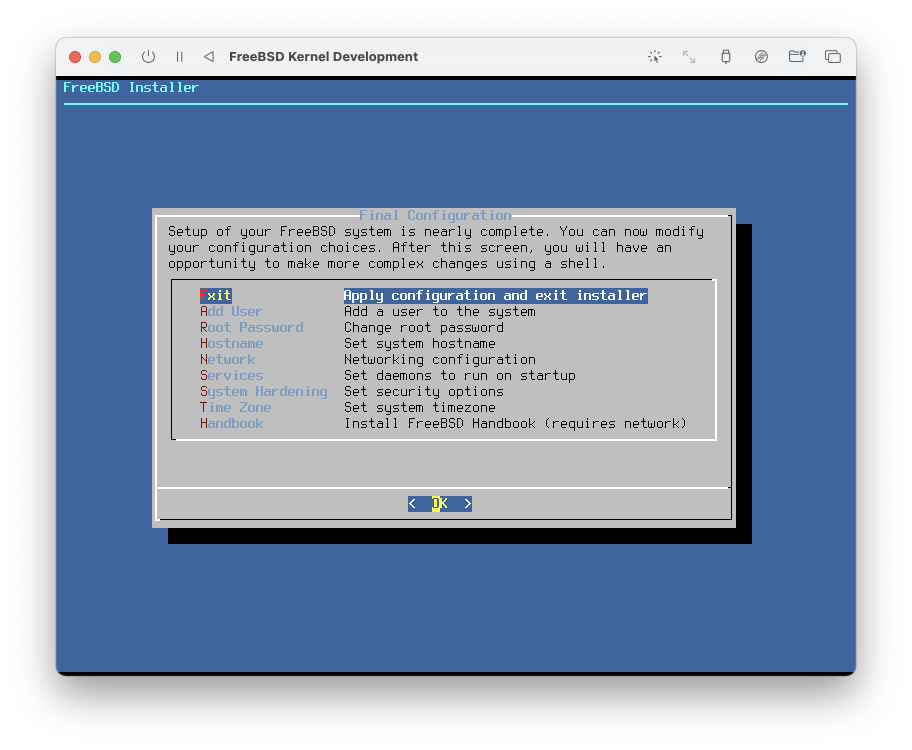 FreeBSD Kernel Development
FreeBSD Installer
Final Configuration
Setup of your FreeBSD system is nearly complete. You can now modify
your configuration choices. After this screen, you will have an
opportunity to make more complex changes using a shell.
Exit Apply configuration and exit installer
Add User Add a user to the system
Root Password Change root password
Hostname Set system hostname
Network Networking configuration
Services Set daemons to run on startup
System Hardening Set security options
Time Zone Set system timezone
Handbook Install FreeBSD Handbook (requires network)
< OK >